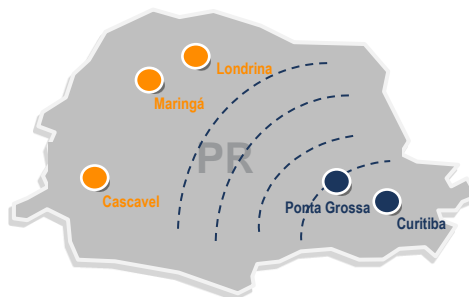 Londrina
Maringá
PR
Cascavel
Ponta Grossa
Curitiba